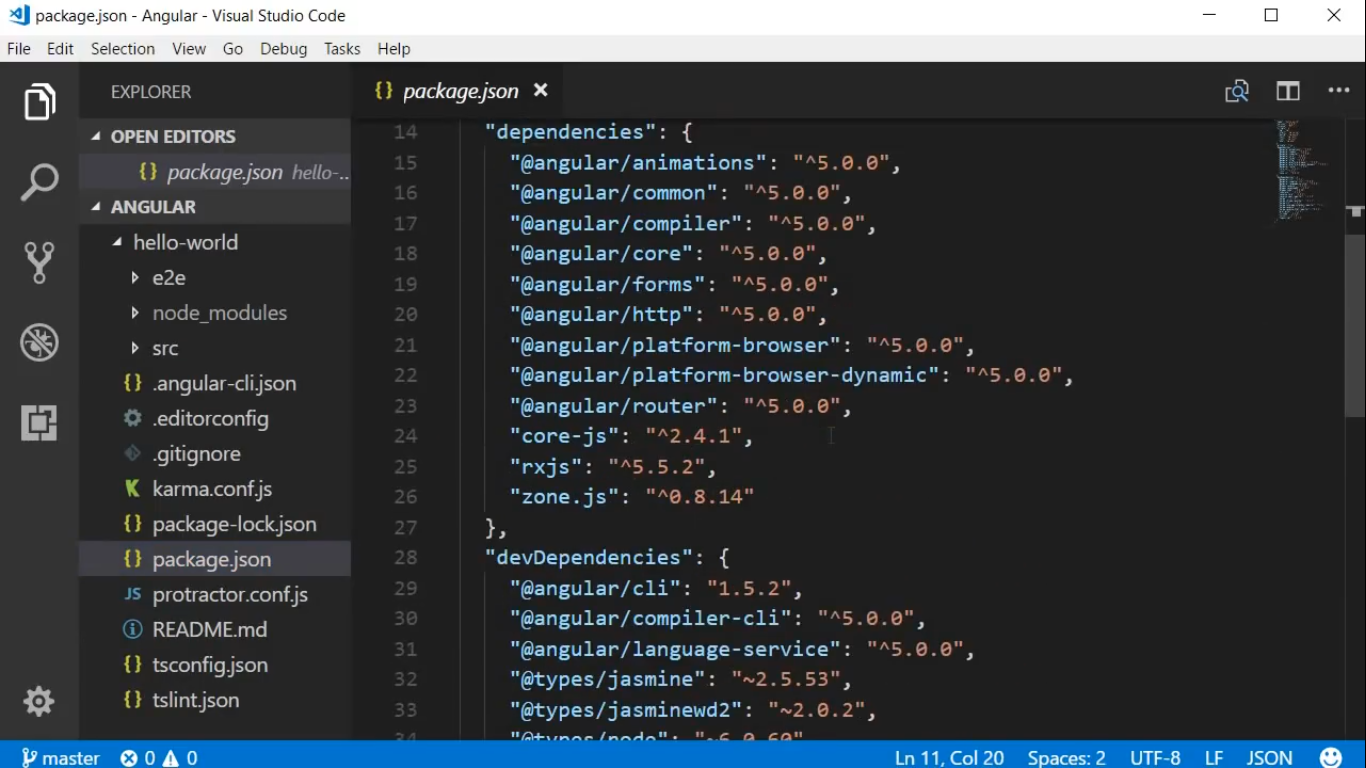 package.json - Angular - Visual Studio Code
File Edit Selection View Go Debug Tasks Help
EXPLORER
OPEN EDITORS
{} package.json hello-...
ANGULAR
hello-world
e2e
node_modules
src
{} .angular-cli.json
.editorconfig
.gitignore
K karma.conf.js
{} package-lock.json
{} package.json
JS protractor.conf.js
README.md
{} tsconfig.json
{} tslint.json
{} package.json
14 "dependencies": {
15 "@angular/animations": "^5.0.0",
16 "@angular/common": "^5.0.0",
17 "@angular/compiler": "^5.0.0",
18 "@angular/core": "^5.0.0",
19 "@angular/forms": "^5.0.0",
20 "@angular/http": "^5.0.0",
21 "@angular/platform-browser": "^5.0.0",
22 "@angular/platform-browser-dynamic": "^5.0.0",
23 "@angular/router": "^5.0.0",
24 "core-js": "^2.4.1",
25 "rxjs": "^5.5.2",
26 "zone.js": "^0.8.14"
27 },
28 "devDependencies": {
29 "@angular/cli": "1.5.2",
30 "@angular/compiler-cli": "^5.0.0",
31 "@angular/language-service": "^5.0.0",
32 "@types/jasmine": "~2.5.53",
33 "@types/jasminewd2": "~2.0.2",
34 "@types/node": "~6.0.60"
master 0 0 Ln 11, Col 20 Spaces: 2 UTF-8 LF JSON